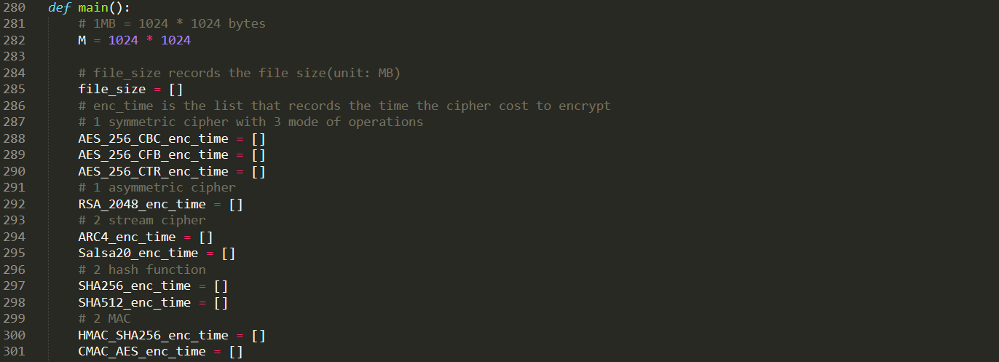 280 def main():
281     # 1MB = 1024 * 1024 bytes
282     M = 1024 * 1024
283
284     # file_size records the file size(unit: MB)
285     file_size = []
286     # enc_time is the list that records the time the cipher cost to encrypt
287     # 1 symmetric cipher with 3 mode of operations
288     AES_256_CBC_enc_time = []
289     AES_256_CFB_enc_time = []
290     AES_256_CTR_enc_time = []
291     # 1 asymmetric cipher
292     RSA_2048_enc_time = []
293     # 2 stream cipher
294     ARC4_enc_time = []
295     Salsa20_enc_time = []
296     # 2 hash function
297     SHA256_enc_time = []
298     SHA512_enc_time = []
299     # 2 MAC
300     HMAC_SHA256_enc_time = []
301     CMAC_AES_enc_time = []